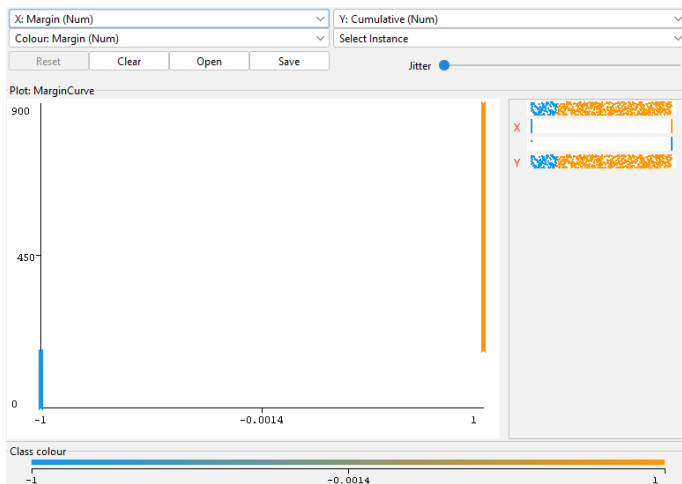 X: Margin (Num) Y: Cumulative (Num)
Colour: Margin (Num) Select Instance
Reset Clear Open Save Jitter
Plot: MarginCurve
900
X
Y
450
0
-1 -0.0014 1
Class colour
-1 -0.0014 1